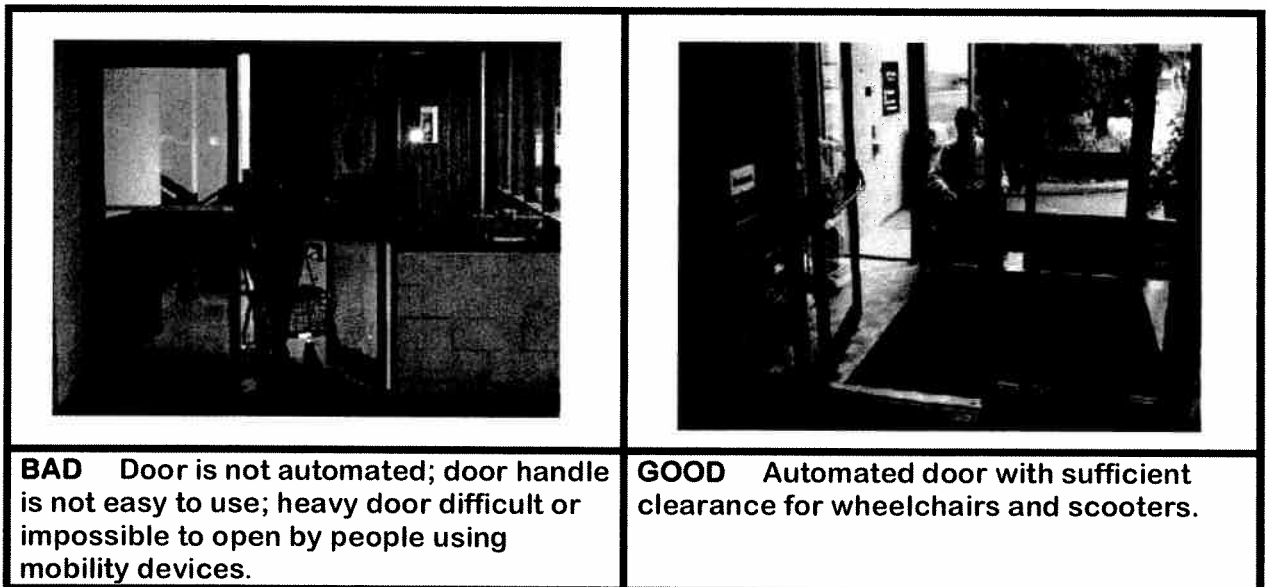 BAD Door is not automated; door handle
is not easy to use; heavy door difficult or
impossible to open by people using
mobility devices.
GOOD Automated door with sufficient
clearance for wheelchairs and scooters.